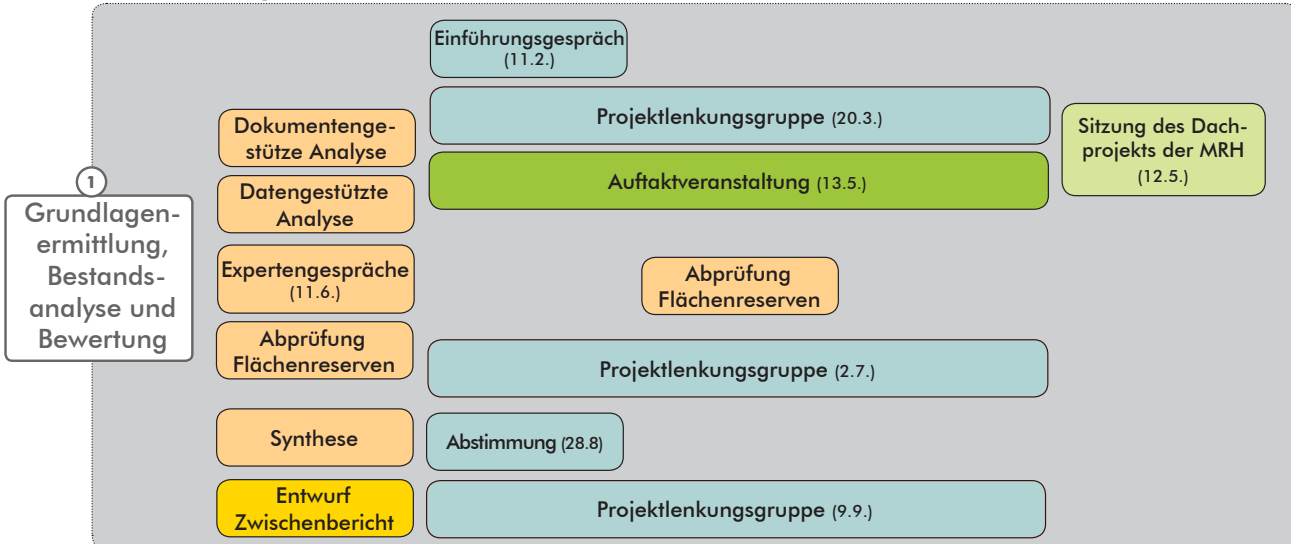 1
Grundlagen-
ermittlung,
Bestands-
analyse und
Bewertung
Dokumentenge-
stütze Analyse
Datengestützte
Analyse
Expertengespräche
(11.6.)
Abprüfung
Flächenreserven
Synthese
Entwurf
Zwischenbericht
Einführungsgespräch
(11.2.)
Projektlenkungsgruppe (20.3.)
Auftaktveranstaltung (13.5.)
Abprüfung
Flächenreserven
Projektlenkungsgruppe (2.7.)
Abstimmung (28.8)
Projektlenkungsgruppe (9.9.)
Sitzung des Dach-
projekts der MRH
(12.5.)